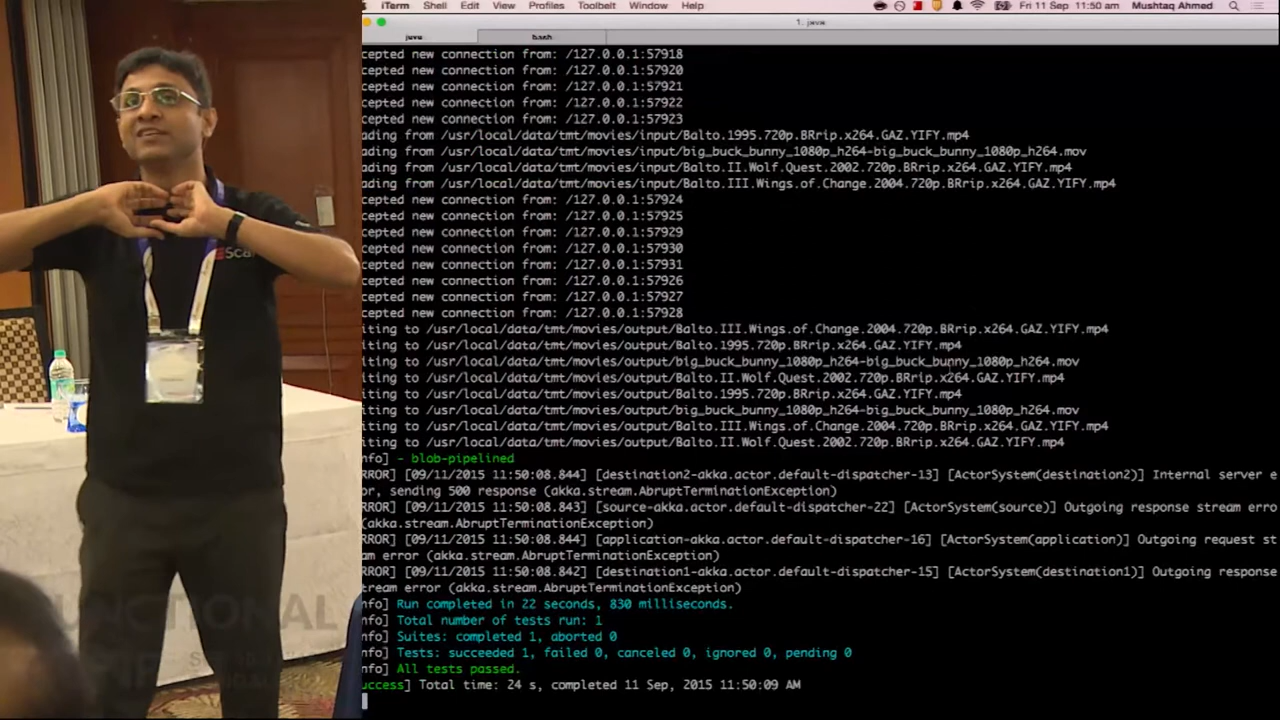 iTerm Shell Edit View Profiles Toolbelt Window Help Fri 11 Sep 11:50 am Mushtaq Ahmed
1. java
java bash
cepted new connection from: /127.0.0.1:57918
cepted new connection from: /127.0.0.1:57920
cepted new connection from: /127.0.0.1:57921
cepted new connection from: /127.0.0.1:57922
cepted new connection from: /127.0.0.1:57923
ading from /usr/local/data/tmt/movies/input/Balto.1995.720p.BRrip.x264.GAZ.YIFY.mp4
ading from /usr/local/data/tmt/movies/input/big_buck_bunny_1080p_h264-big_buck_bunny_1080p_h264.mov
ading from /usr/local/data/tmt/movies/input/Balto.II.Wolf.Quest.2002.720p.BRrip.x264.GAZ.YIFY.mp4
ading from /usr/local/data/tmt/movies/input/Balto.III.Wings.of.Change.2004.720p.BRrip.x264.GAZ.YIFY.mp4
cepted new connection from: /127.0.0.1:57924
cepted new connection from: /127.0.0.1:57925
cepted new connection from: /127.0.0.1:57929
cepted new connection from: /127.0.0.1:57930
cepted new connection from: /127.0.0.1:57931
cepted new connection from: /127.0.0.1:57926
cepted new connection from: /127.0.0.1:57927
cepted new connection from: /127.0.0.1:57928
iting to /usr/local/data/tmt/movies/output/Balto.III.Wings.of.Change.2004.720p.BRrip.x264.GAZ.YIFY.mp4
iting to /usr/local/data/tmt/movies/output/Balto.1995.720p.BRrip.x264.GAZ.YIFY.mp4
iting to /usr/local/data/tmt/movies/output/big_buck_bunny_1080p_h264-big_buck_bunny_1080p_h264.mov
iting to /usr/local/data/tmt/movies/output/Balto.II.Wolf.Quest.2002.720p.BRrip.x264.GAZ.YIFY.mp4
iting to /usr/local/data/tmt/movies/output/Balto.1995.720p.BRrip.x264.GAZ.YIFY.mp4
iting to /usr/local/data/tmt/movies/output/big_buck_bunny_1080p_h264-big_buck_bunny_1080p_h264.mov
iting to /usr/local/data/tmt/movies/output/Balto.III.Wings.of.Change.2004.720p.BRrip.x264.GAZ.YIFY.mp4
iting to /usr/local/data/tmt/movies/output/Balto.II.Wolf.Quest.2002.720p.BRrip.x264.GAZ.YIFY.mp4
nfo] - blob-pipelined
RROR] [09/11/2015 11:50:08.844] [destination2-akka.actor.default-dispatcher-13] [ActorSystem(destination2)] Internal server e
or, sending 500 response (akka.stream.AbruptTerminationException)
RROR] [09/11/2015 11:50:08.843] [source-akka.actor.default-dispatcher-22] [ActorSystem(source)] Outgoing response stream erro
(akka.stream.AbruptTerminationException)
RROR] [09/11/2015 11:50:08.844] [application-akka.actor.default-dispatcher-16] [ActorSystem(application)] Outgoing request st
am error (akka.stream.AbruptTerminationException)
RROR] [09/11/2015 11:50:08.842] [destination1-akka.actor.default-dispatcher-15] [ActorSystem(destination1)] Outgoing response
tream error (akka.stream.AbruptTerminationException)
nfo] Run completed in 22 seconds, 830 milliseconds.
nfo] Total number of tests run: 1
nfo] Suites: completed 1, aborted 0
nfo] Tests: succeeded 1, failed 0, canceled 0, ignored 0, pending 0
nfo] All tests passed.
uccess] Total time: 24 s, completed 11 Sep, 2015 11:50:09 AM
FUNCTIONAL